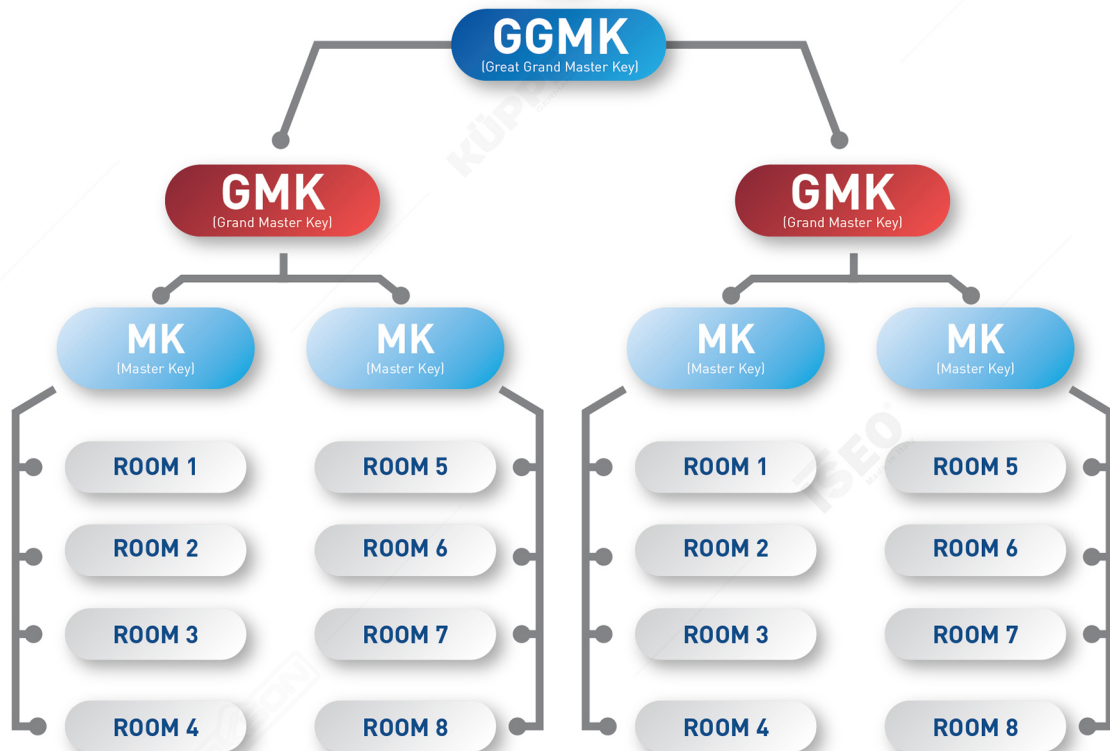 GGMK
(Great Grand Master Key)
GMK
(Grand Master Key)
GMK
(Grand Master Key)
MK
(Master Key)
MK
(Master Key)
MK
(Master Key)
MK
(Master Key)
ROOM 1
ROOM 5
ROOM 1
ROOM 5
ROOM 2
ROOM 6
ROOM 2
ROOM 6
ROOM 3
ROOM 7
ROOM 3
ROOM 7
ROOM 4
ROOM 8
ROOM 4
ROOM 8
ISEO